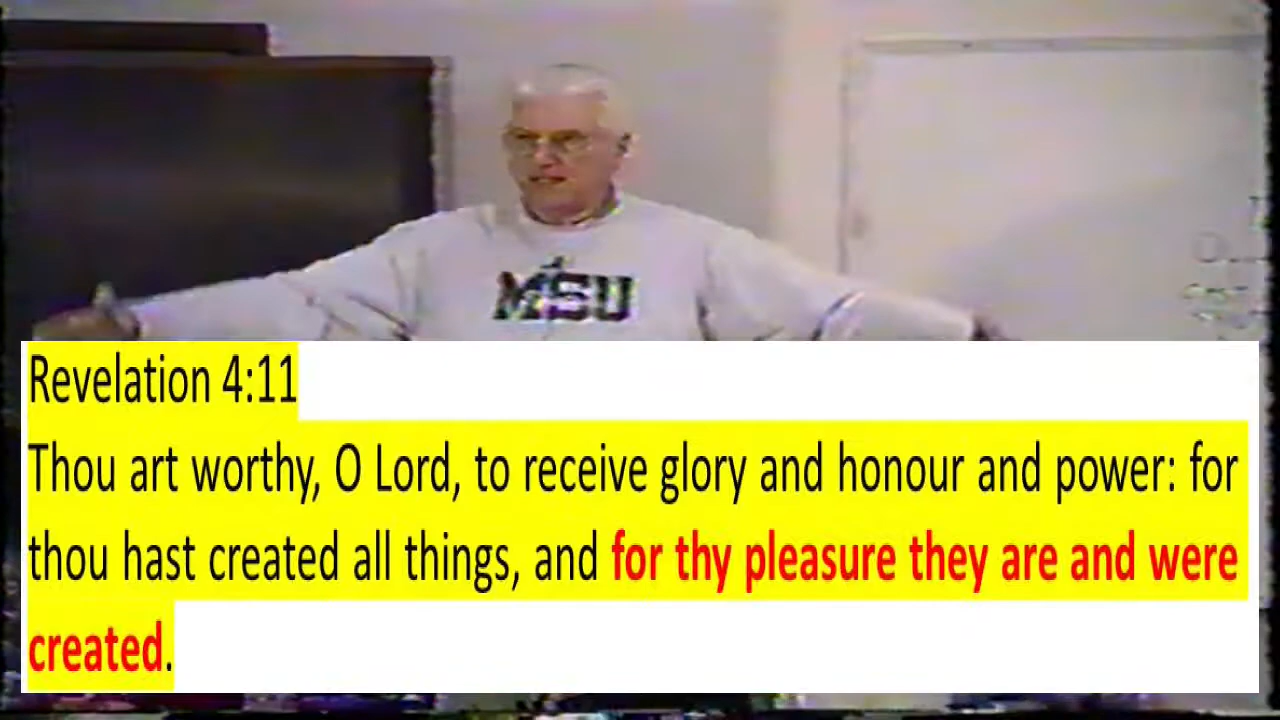 MSU
Revelation 4:11
Thou art worthy, O Lord, to receive glory and honour and power: for
thou hast created all things, and for thy pleasure they are and were
created.